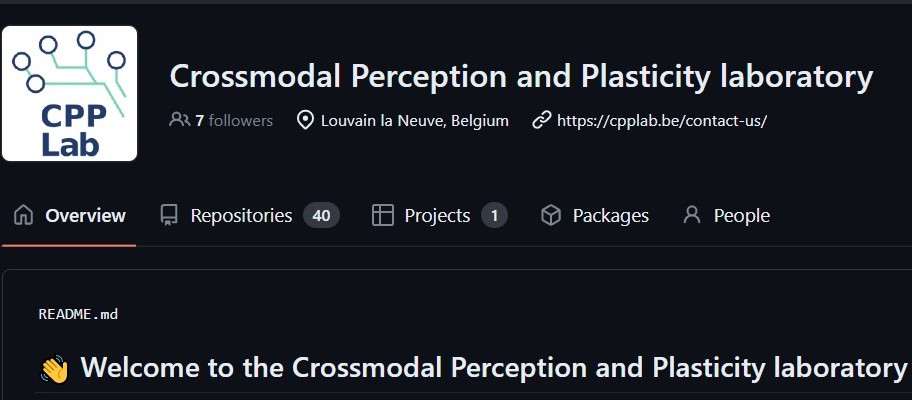 CPP
Lab
Crossmodal Perception and Plasticity laboratory
7 followers Louvain la Neuve, Belgium https://cpplab.be/contact-us/
Overview Repositories 40 Projects 1 Packages People
README.md
👋 Welcome to the Crossmodal Perception and Plasticity laboratory